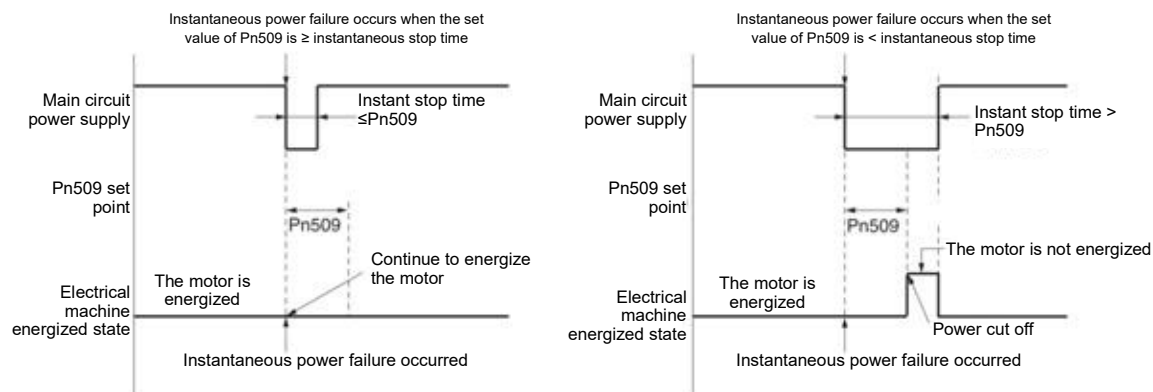 Instantaneous power failure occurs when the set
value of Pn509 is ≥ instantaneous stop time
Main circuit
power supply
Instant stop time
≤Pn509
Pn509 set
point
Pn509
The motor is
energized
Continue to energize
the motor
Electrical
machine
energized state
Instantaneous power failure occurred
Instantaneous power failure occurs when the set
value of Pn509 is < instantaneous stop time
Main circuit
power supply
Instant stop time >
Pn509
Pn509 set
point
Pn509
The motor is not energized
The motor is
energized
Electrical
machine
energized state
Power cut off
Instantaneous power failure occurred